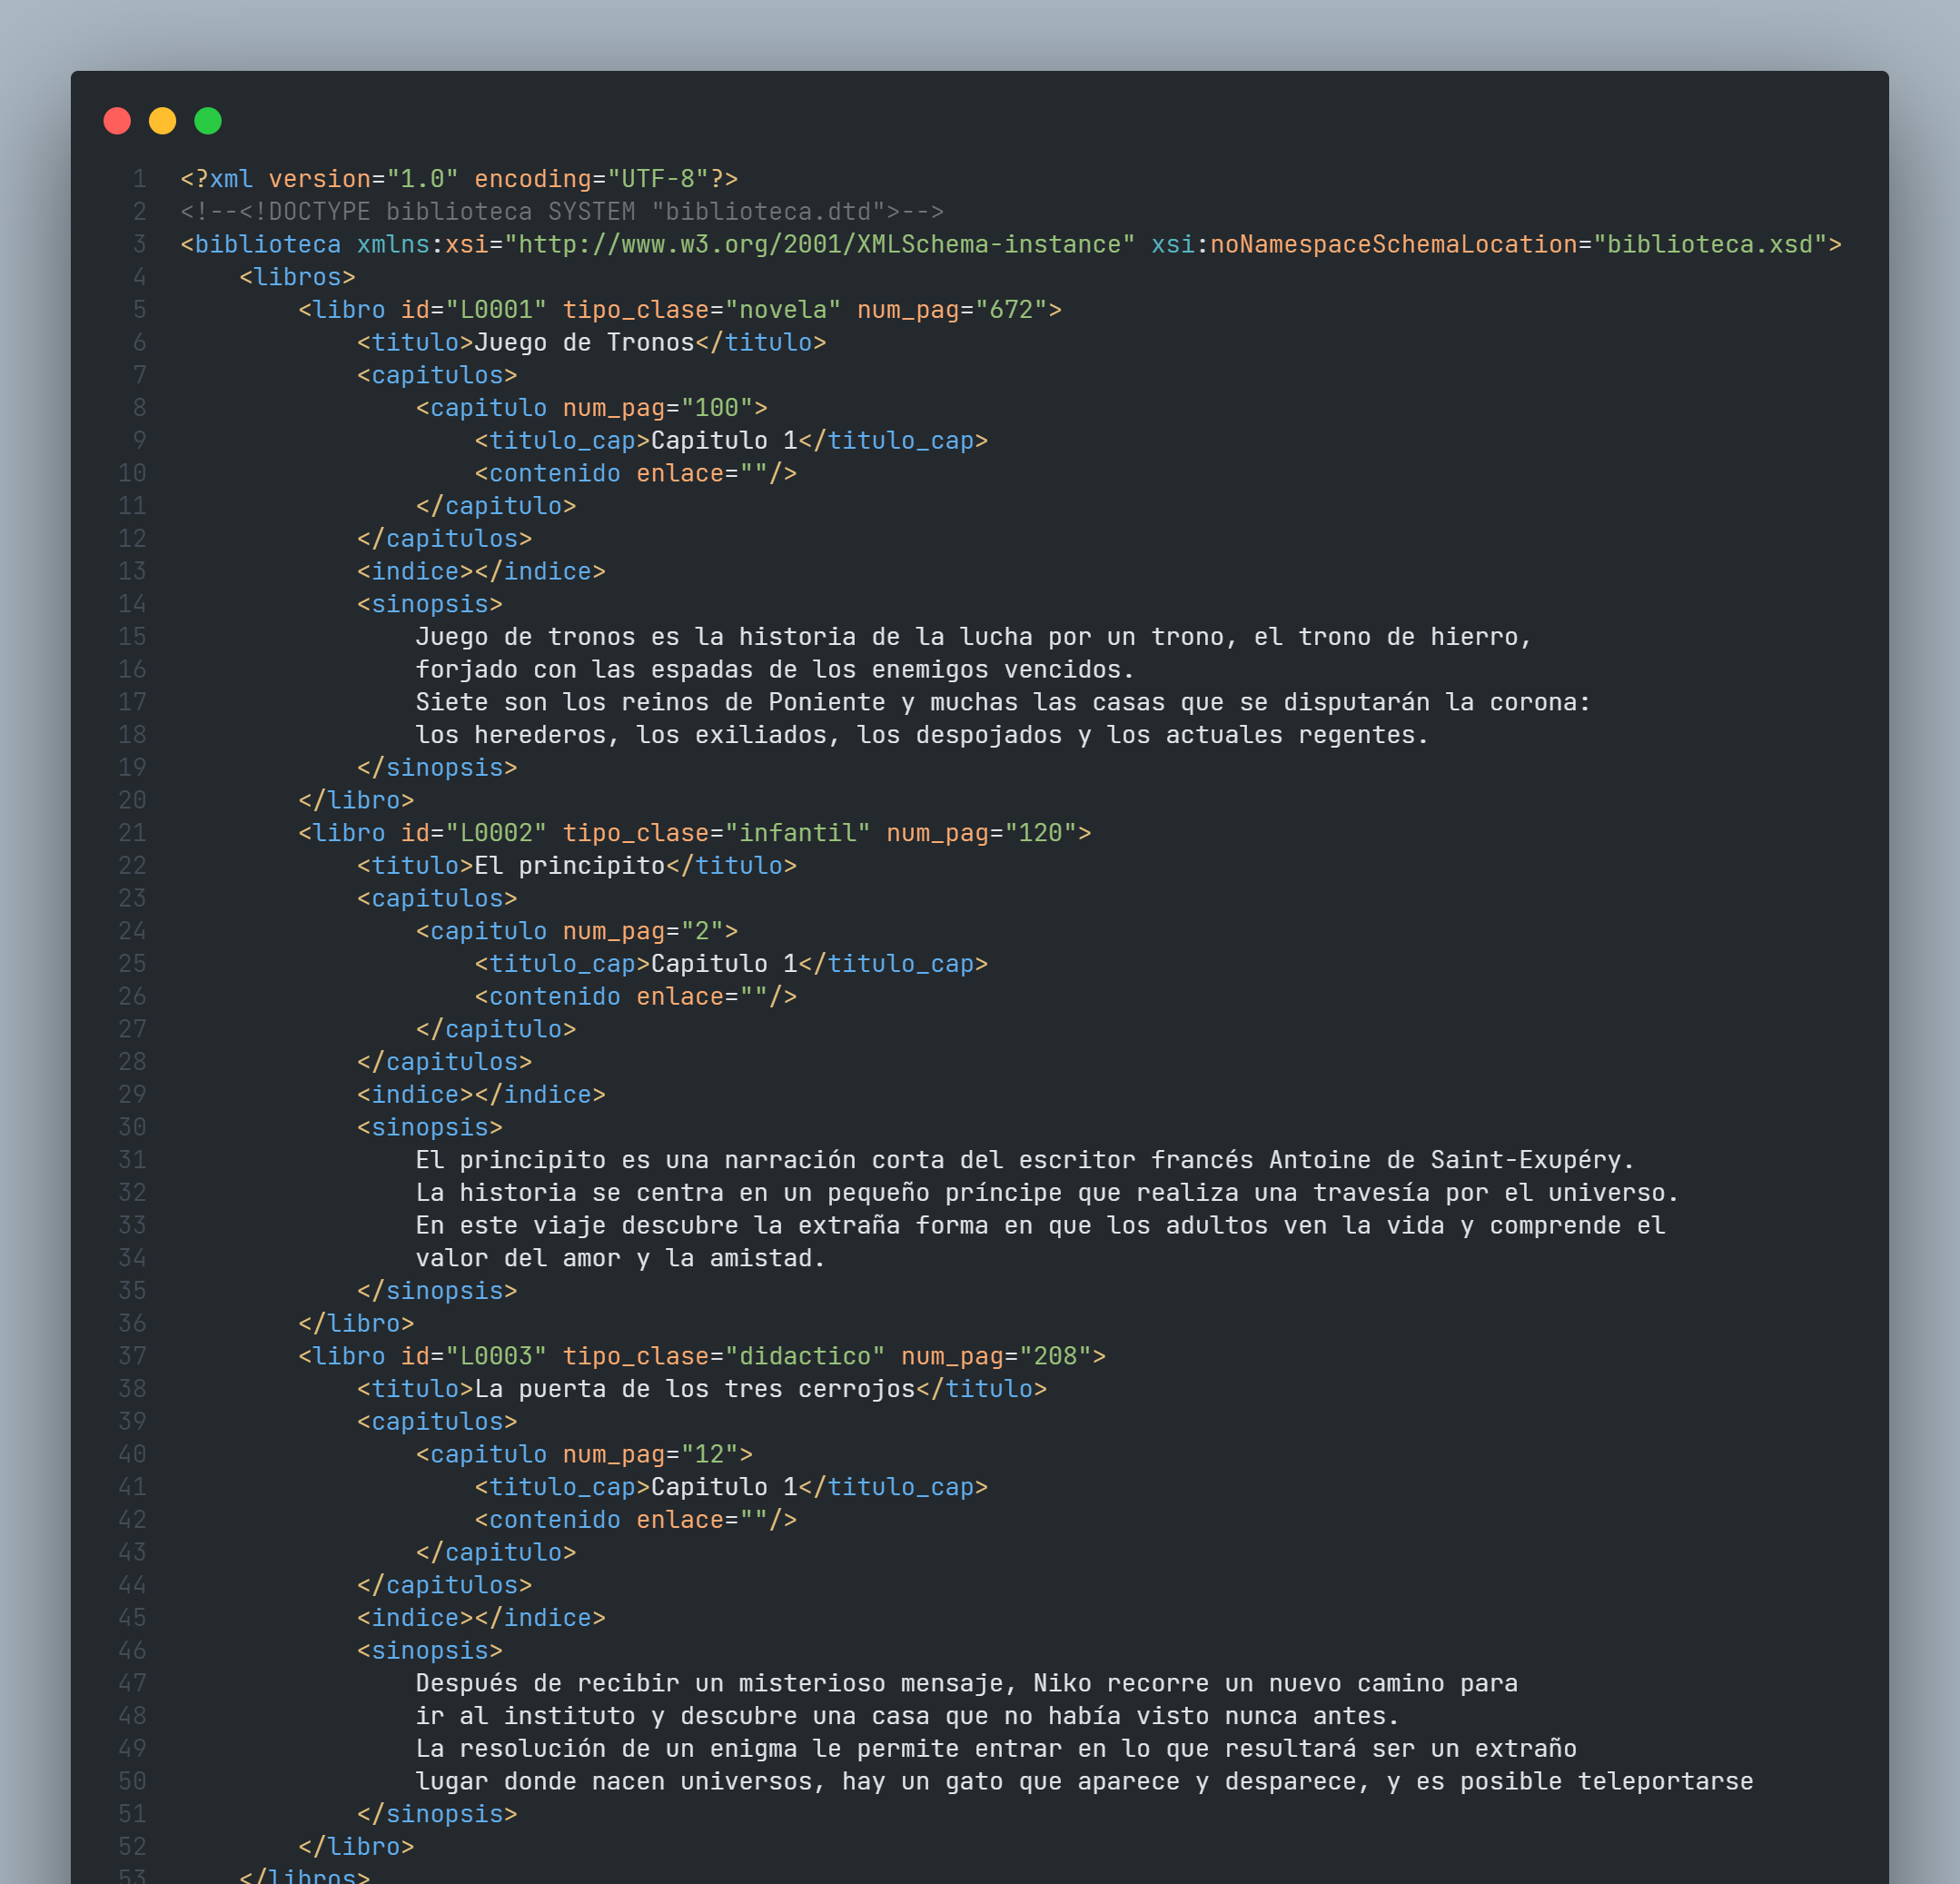 1 <?xml version="1.0" encoding="UTF-8"?>
2 <!--<!DOCTYPE biblioteca SYSTEM "biblioteca.dtd">-->
3 <biblioteca xmlns:xsi="http://www.w3.org/2001/XMLSchema-instance" xsi:noNamespaceSchemaLocation="biblioteca.xsd">
4     <libros>
5         <libro id="L0001" tipo_clase="novela" num_pag="672">
6             <titulo>Juego de Tronos</titulo>
7             <capitulos>
8                 <capitulo num_pag="100">
9                     <titulo_cap>Capitulo 1</titulo_cap>
10                     <contenido enlace=""/>
11                 </capitulo>
12             </capitulos>
13             <indice></indice>
14             <sinopsis>
15                 Juego de tronos es la historia de la lucha por un trono, el trono de hierro,
16                 forjado con las espadas de los enemigos vencidos.
17                 Siete son los reinos de Poniente y muchas las casas que se disputarán la corona:
18                 los herederos, los exiliados, los despojados y los actuales regentes.
19             </sinopsis>
20         </libro>
21         <libro id="L0002" tipo_clase="infantil" num_pag="120">
22             <titulo>El principito</titulo>
23             <capitulos>
24                 <capitulo num_pag="2">
25                     <titulo_cap>Capitulo 1</titulo_cap>
26                     <contenido enlace=""/>
27                 </capitulo>
28             </capitulos>
29             <indice></indice>
30             <sinopsis>
31                 El principito es una narración corta del escritor francés Antoine de Saint-Exupéry.
32                 La historia se centra en un pequeño príncipe que realiza una travesía por el universo.
33                 En este viaje descubre la extraña forma en que los adultos ven la vida y comprende el
34                 valor del amor y la amistad.
35             </sinopsis>
36         </libro>
37         <libro id="L0003" tipo_clase="didactico" num_pag="208">
38             <titulo>La puerta de los tres cerrojos</titulo>
39             <capitulos>
40                 <capitulo num_pag="12">
41                     <titulo_cap>Capitulo 1</titulo_cap>
42                     <contenido enlace=""/>
43                 </capitulo>
44             </capitulos>
45             <indice></indice>
46             <sinopsis>
47                 Después de recibir un misterioso mensaje, Niko recorre un nuevo camino para
48                 ir al instituto y descubre una casa que no había visto nunca antes.
49                 La resolución de un enigma le permite entrar en lo que resultará ser un extraño
50                 lugar donde nacen universos, hay un gato que aparece y desparece, y es posible teleportarse
51             </sinopsis>
52         </libro>
53     </libros>